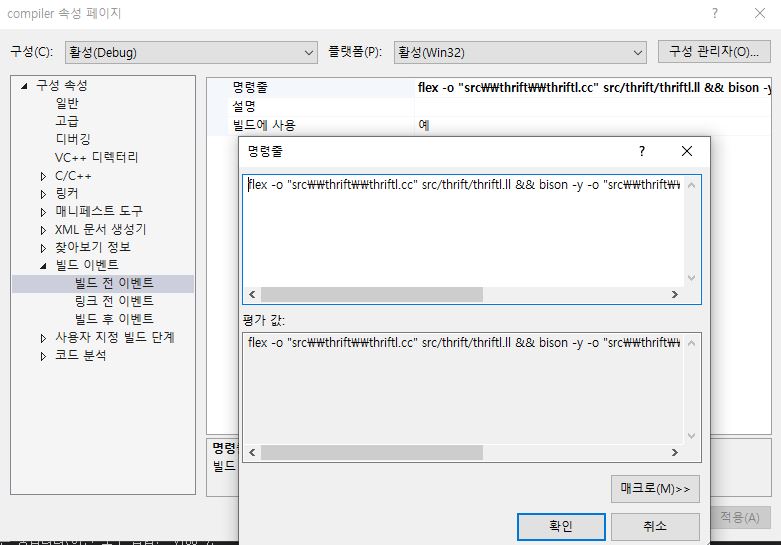 compiler 속성 페이지
구성(C): 활성(Debug) 플랫폼(P): 활성(Win32) 구성 관리자(O)...
구성 속성
일반
고급
디버깅
VC++ 디렉터리
C/C++
링커
매니페스트 도구
XML 문서 생성기
찾아보기 정보
빌드 이벤트
빌드 전 이벤트
링크 전 이벤트
빌드 후 이벤트
사용자 지정 빌드 단계
코드 분석
명령줄 flex -o "src₩₩thrift₩₩thriftl.cc" src/thrift/thriftl.ll && bison -y
설명
빌드에 사용 예
명령줄
flex -o "src₩₩thrift₩₩thriftl.cc" src/thrift/thriftl.ll && bison -y -o "src₩₩thrift₩
평가 값:
flex -o "src₩₩thrift₩₩thriftl.cc" src/thrift/thriftl.ll && bison -y -o "src₩₩thrift₩
매크로(M)>>
확인 취소
빌드
적용(A)